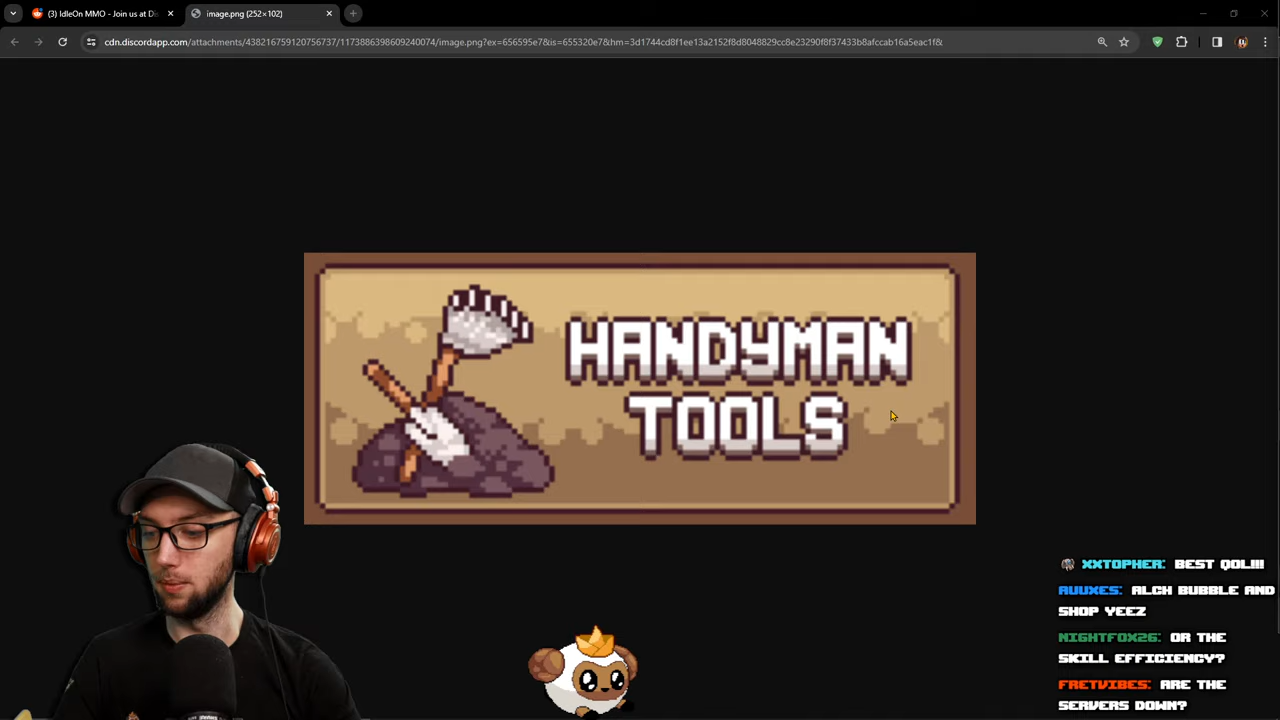 (3) IdleOn MMO - Join us at Di
image.png (252×102)
cdn.discordapp.com/attachments/438216759120756737/1173886398609240074/image.png?ex=656595e7&is=655320e7&hm=3d1744cd8f1ee13a2152f8d8048829cc8e23290f8f37433b8afccab16a5eac1f&
HANDYMAN
TOOLS
XXTOPHER: BEST QOL!!!
AUUXES: ALCH BUBBLE AND
SHOP YEEZ
NIGHTFOX26: OR THE
SKILL EFFICIENCY?
FRETVIBES: ARE THE
SERVERS DOWN?